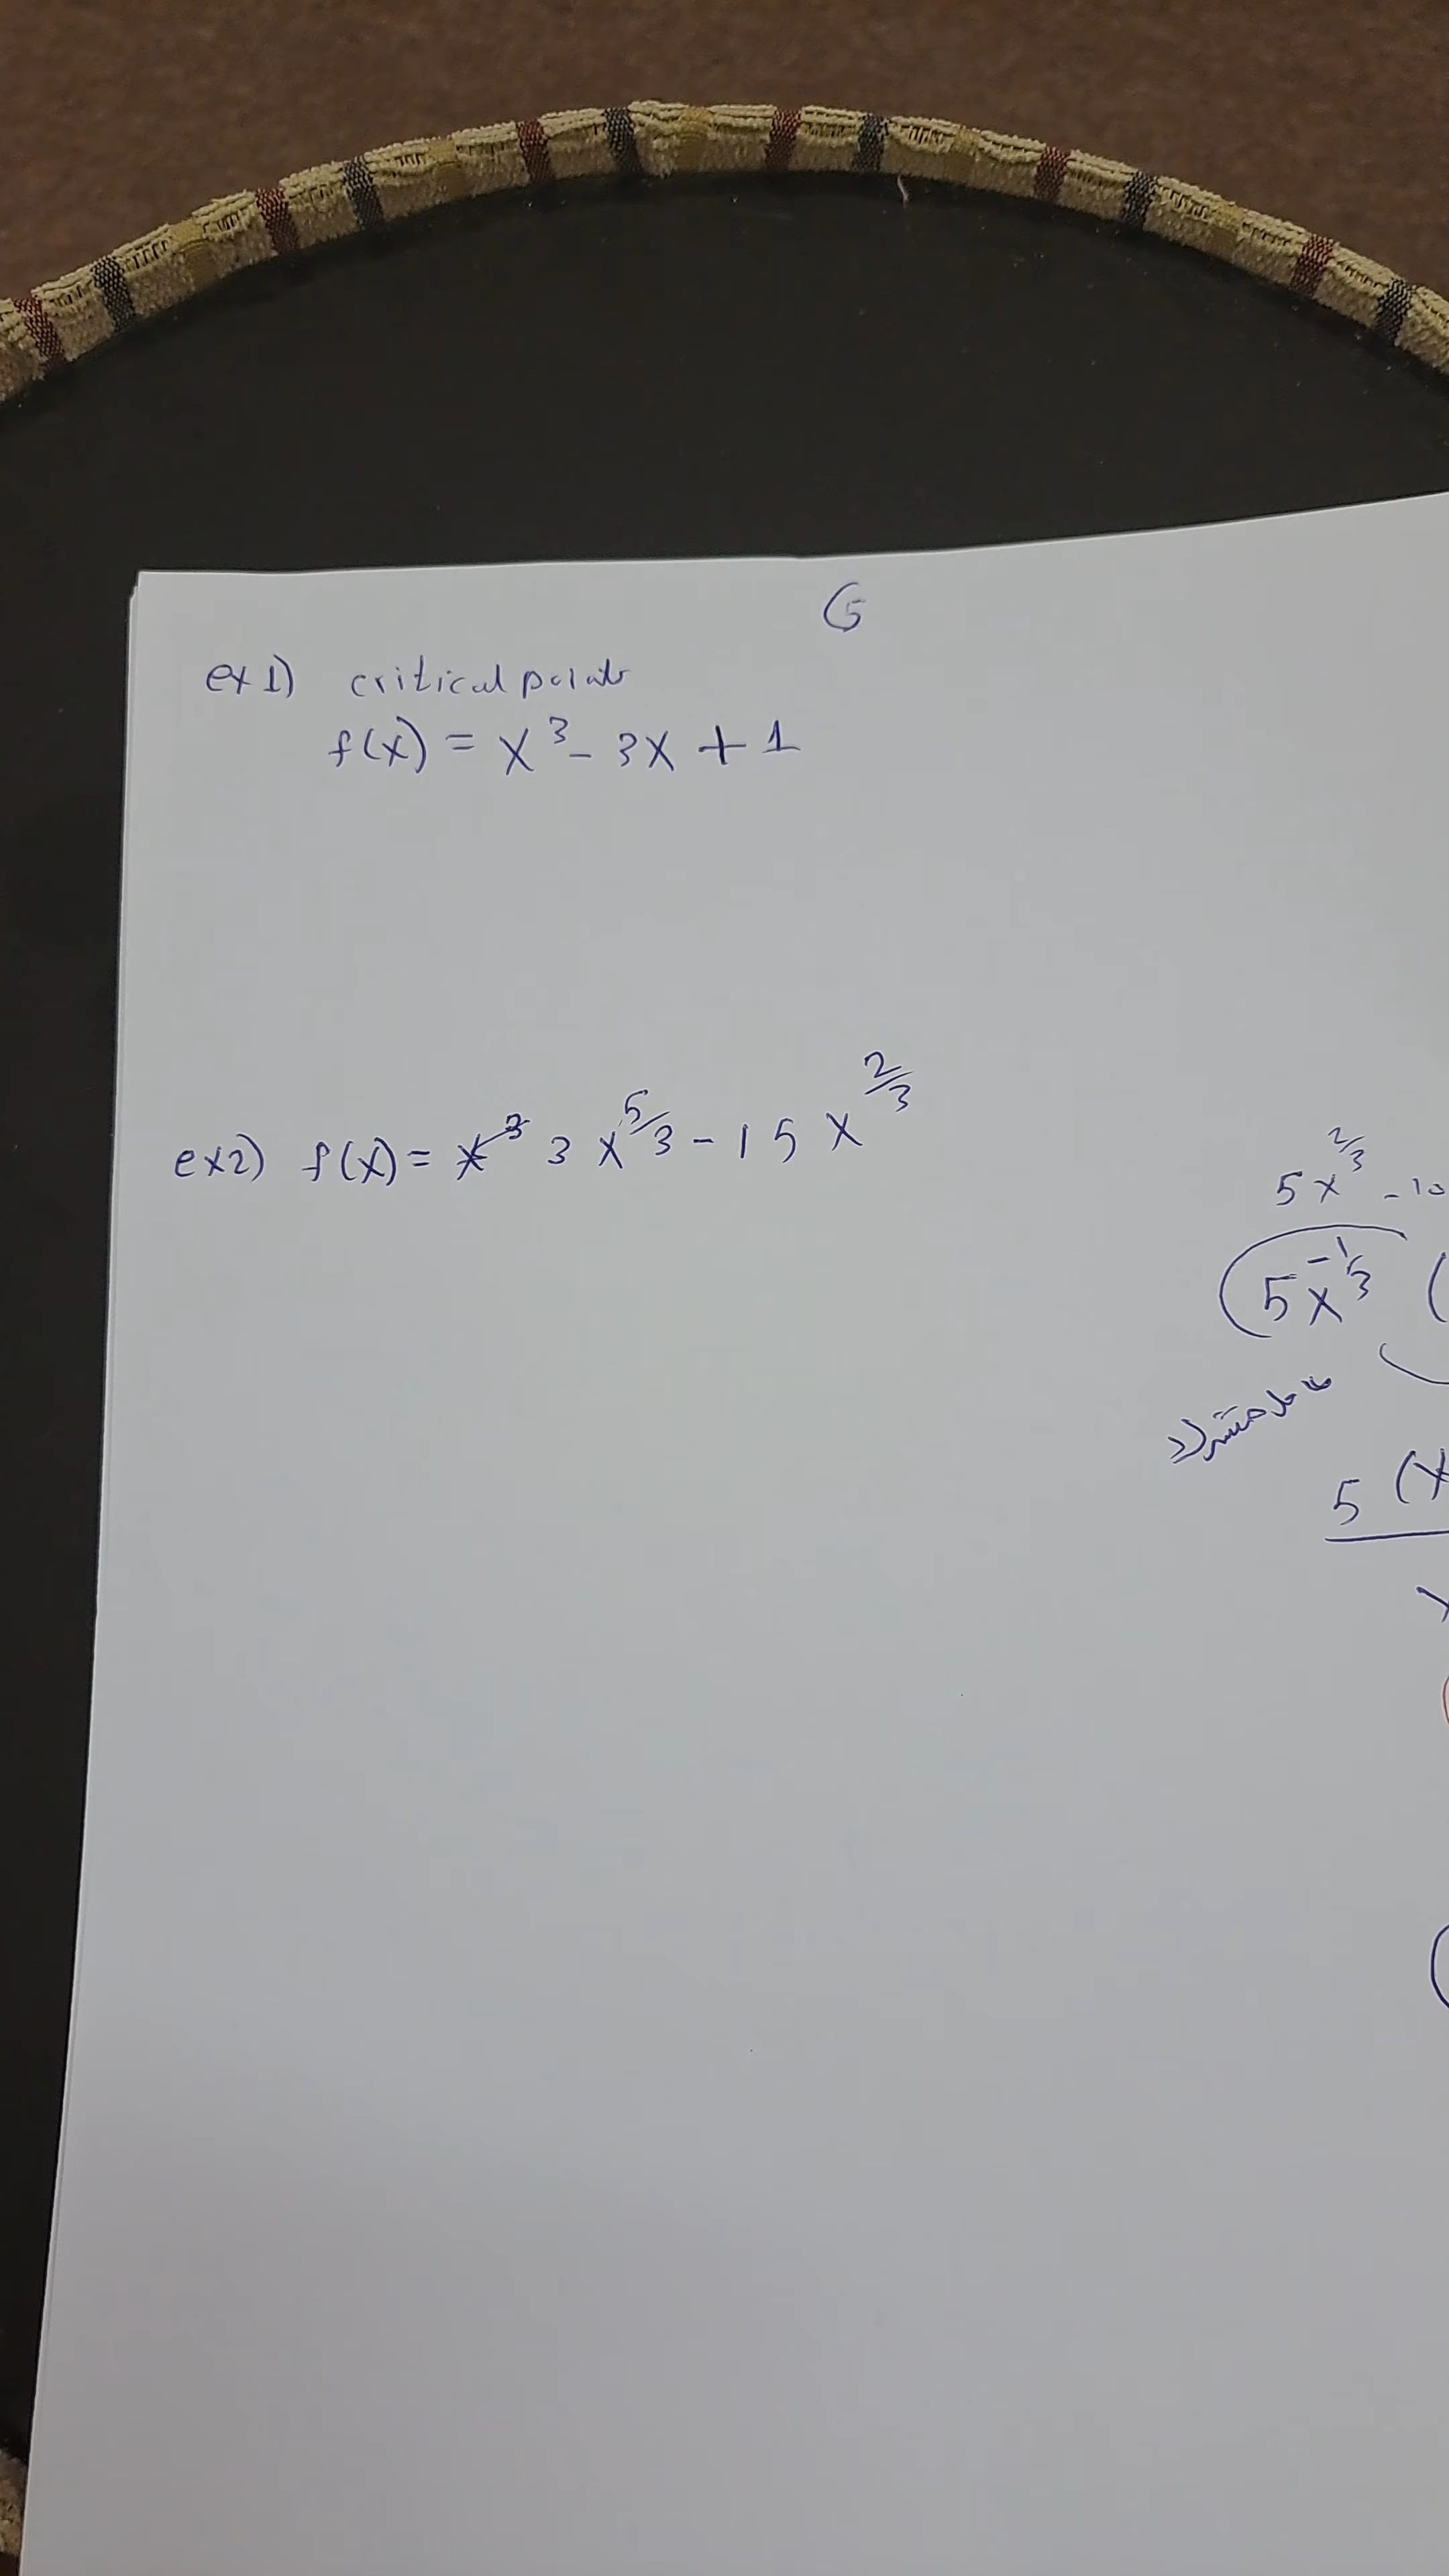 5
ex1) critical points
f(x) = x³ - 3x + 1
ex2) f(x) = 3x^5/3 - 15x^2/3
5x^2/3 - 10
5x^-1/3 (
عامل مشترك
5 (x
x